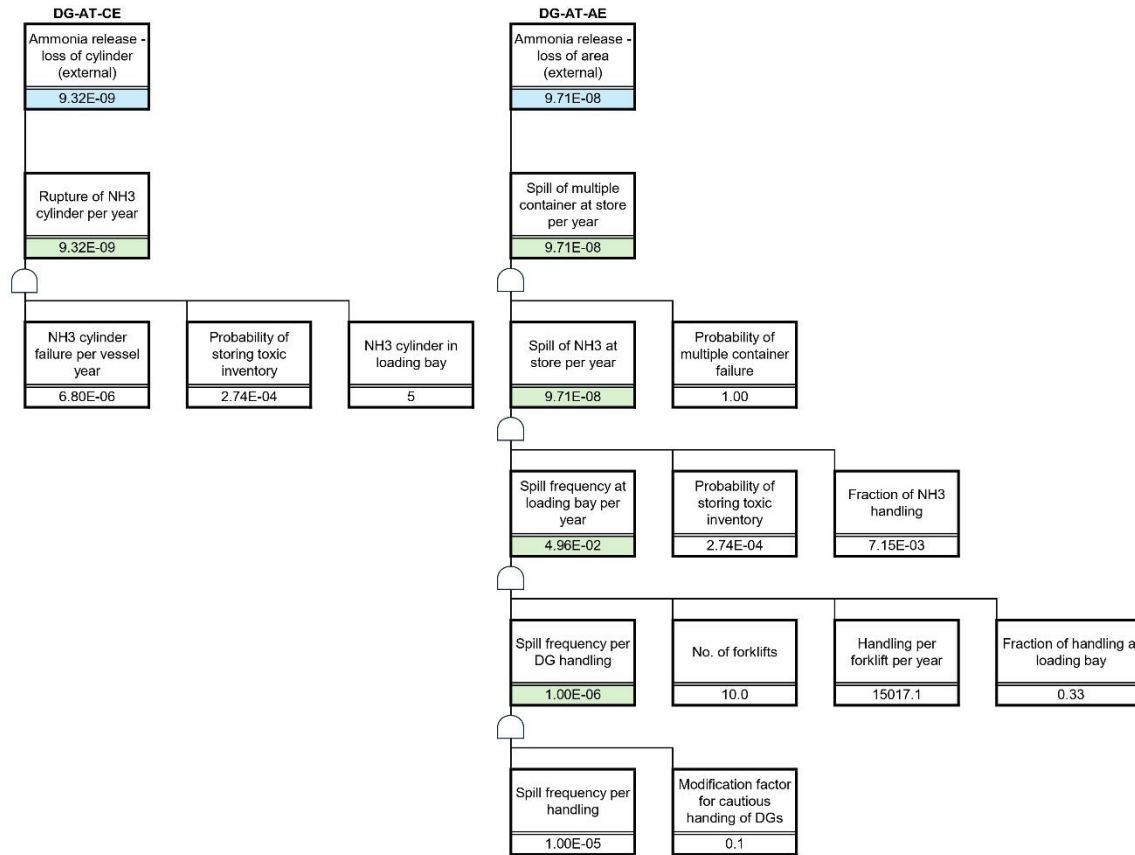 DG-AT-CE
Ammonia release -
loss of cylinder
(external)
9.32E-09
Rupture of NH3
cylinder per year
9.32E-09
NH3 cylinder
failure per vessel
year
6.80E-06
Probability of
storing toxic
inventory
2.74E-04
NH3 cylinder in
loading bay
5
DG-AT-AE
Ammonia release -
loss of area
(external)
9.71E-08
Spill of multiple
container at store
per year
9.71E-08
Spill of NH3 at
store per year
9.71E-08
Probability of
multiple container
failure
1.00
Spill frequency at
loading bay per
year
4.96E-02
Probability of
storing toxic
inventory
2.74E-04
Fraction of NH3
handling
7.15E-03
Spill frequency per
DG handling
1.00E-06
No. of forklifts
10.0
Handling per
forklift per year
15017.1
Fraction of handling a
loading bay
0.33
Spill frequency per
handling
1.00E-05
Modification factor
for cautious
handing of DGs
0.1